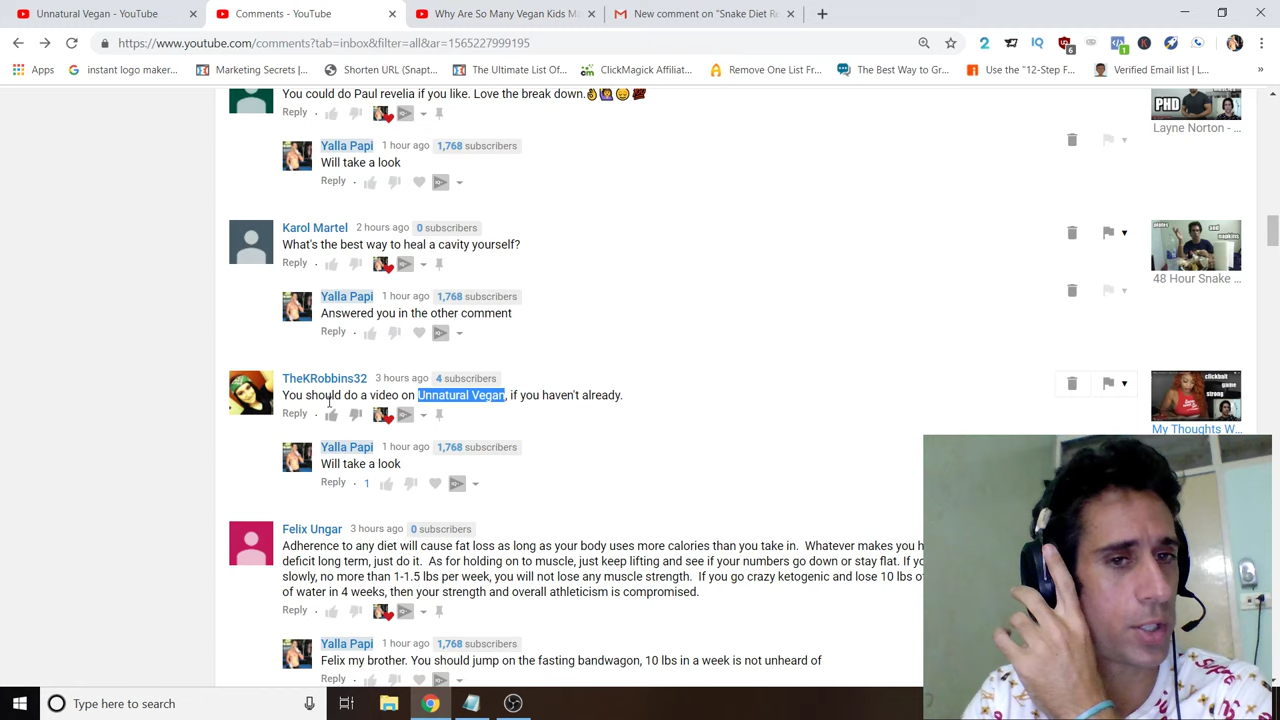 Unnatural Vegan - YouTube
Comments - YouTube
Why Are So Many Vegan Kids M
New comment on "Snake Diet Re
https://www.youtube.com/comments?tab=inbox&filter=all&ar=1565227999195
Apps
instant logo maker...
Marketing Secrets |...
Shorten URL (Snapt...
The Ultimate List Of...
ClickMagick Affiliat...
Remove One List Fr...
The Best Way to Gr...
Use the "12-Step F...
Verified Email list | L...
You could do Paul revelia if you like. Love the break down.👌🙋😑💯
Reply
PHD
Layne Norton - ...
Yalla Papi 1 hour ago 1,768 subscribers
Will take a look
Reply
Karol Martel 2 hours ago 0 subscribers
What's the best way to heal a cavity yourself?
Reply
and
napkins
48 Hour Snake ...
Yalla Papi 1 hour ago 1,768 subscribers
Answered you in the other comment
Reply
TheKRobbins32 3 hours ago 4 subscribers
You should do a video on Unnatural Vegan, if you haven't already.
Reply
clickbait
game
strong
My Thoughts W...
Yalla Papi 1 hour ago 1,768 subscribers
Will take a look
Reply 1
Felix Ungar 3 hours ago 0 subscribers
Adherence to any diet will cause fat loss as long as your body uses more calories than you take in. Whatever makes you h
deficit long term, just do it. As for holding on to muscle, just keep lifting and see if your numbers go down or stay flat. If yo
slowly, no more than 1-1.5 lbs per week, you will not lose any muscle strength. If you go crazy ketogenic and lose 10 lbs o
of water in 4 weeks, then your strength and overall athleticism is compromised.
Reply
Yalla Papi 1 hour ago 1,768 subscribers
Felix my brother. You should jump on the fasting bandwagon, 10 lbs in a week is not unheard of
Reply
Type here to search